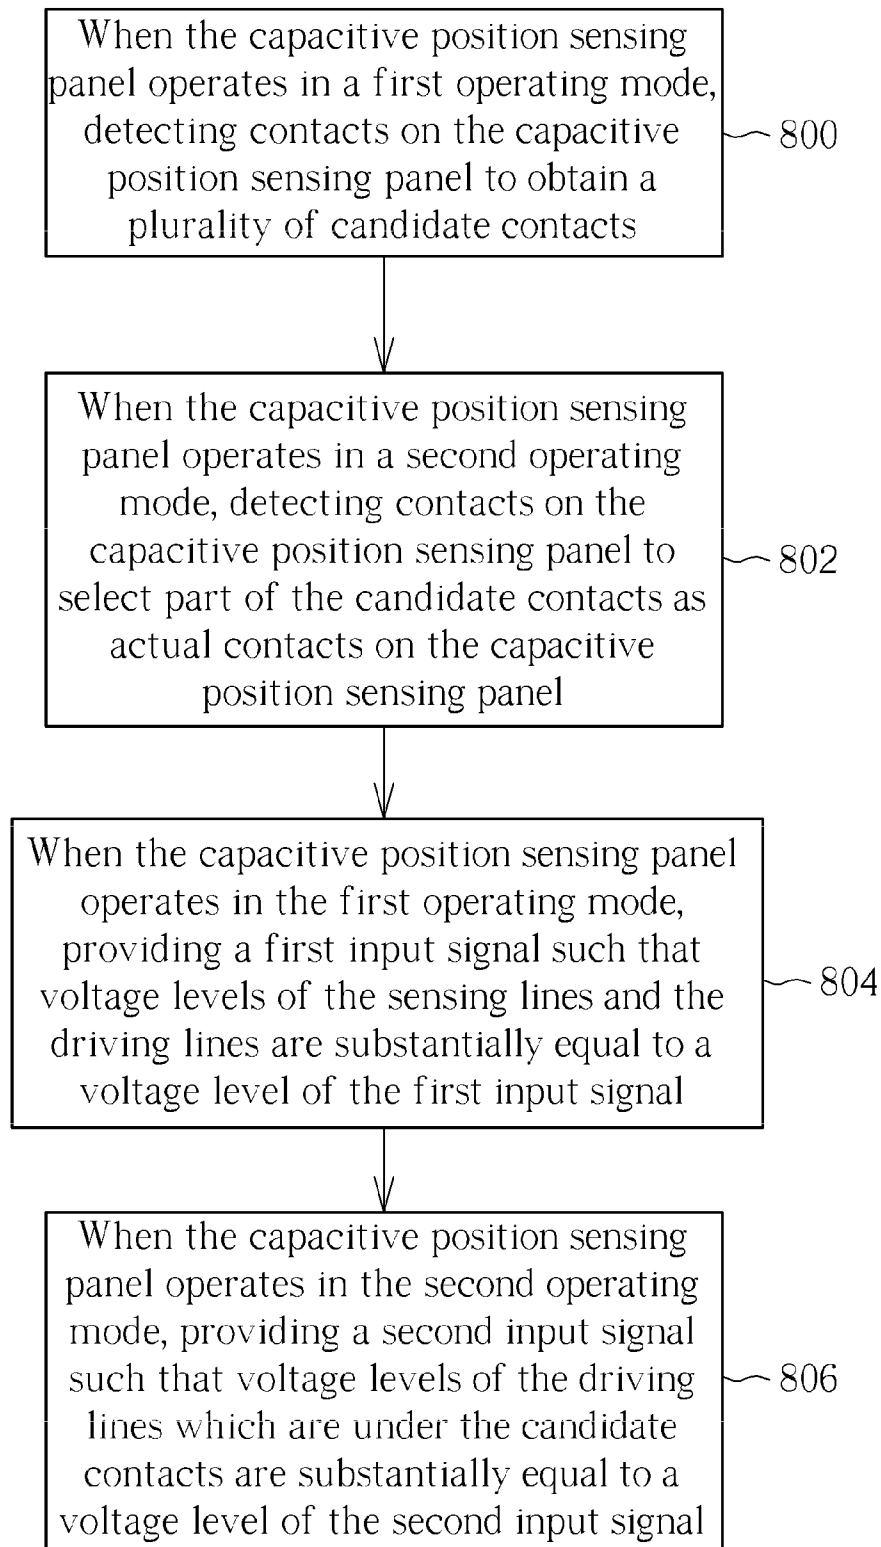 When the capacitive position sensing
panel operates in a first operating mode,
detecting contacts on the capacitive
position sensing panel to obtain a
plurality of candidate contacts
800
When the capacitive position sensing
panel operates in a second operating
mode, detecting contacts on the
capacitive position sensing panel to
select part of the candidate contacts as
actual contacts on the capacitive
position sensing panel
802
When the capacitive position sensing panel
operates in the first operating mode,
providing a first input signal such that
voltage levels of the sensing lines and the
driving lines are substantially equal to a
voltage level of the first input signal
804
When the capacitive position sensing
panel operates in the second operating
mode, providing a second input signal
such that voltage levels of the driving
lines which are under the candidate
contacts are substantially equal to a
voltage level of the second input signal
806